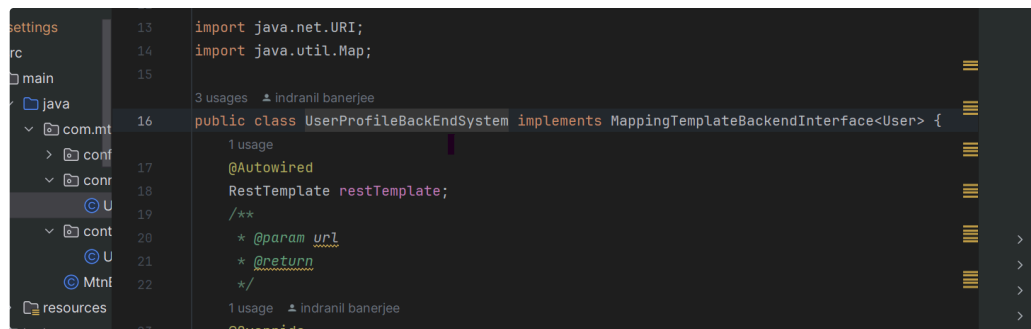 settings
rc
main
java
com.mt
conf
conn
U
cont
U
MtnE
resources
13 import java.net.URI;
14 import java.util.Map;
15
3 usages indranil banerjee
16 public class UserProfileBackEndSystem implements MappingTemplateBackendInterface<User> {
1 usage
17 @Autowired
18 RestTemplate restTemplate;
19 /**
20 * @param url
21 * @return
22 */
1 usage indranil banerjee